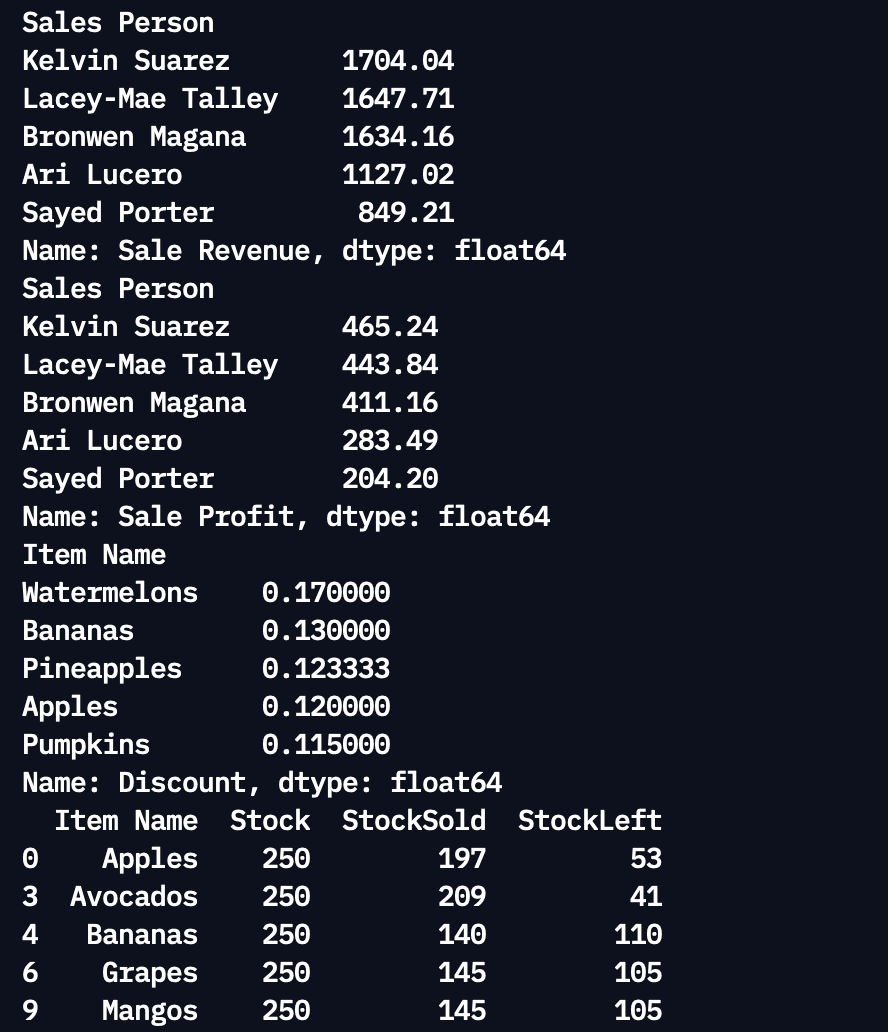 Sales Person
Kelvin Suarez       1704.04
Lacey-Mae Talley    1647.71
Bronwen Magana      1634.16
Ari Lucero          1127.02
Sayed Porter         849.21
Name: Sale Revenue, dtype: float64
Sales Person
Kelvin Suarez       465.24
Lacey-Mae Talley    443.84
Bronwen Magana      411.16
Ari Lucero          283.49
Sayed Porter        204.20
Name: Sale Profit, dtype: float64
Item Name
Watermelons    0.170000
Bananas        0.130000
Pineapples     0.123333
Apples         0.120000
Pumpkins       0.115000
Name: Discount, dtype: float64
  Item Name  Stock  StockSold  StockLeft
0    Apples    250        197         53
3  Avocados    250        209         41
4   Bananas    250        140        110
6    Grapes    250        145        105
9    Mangos    250        145        105